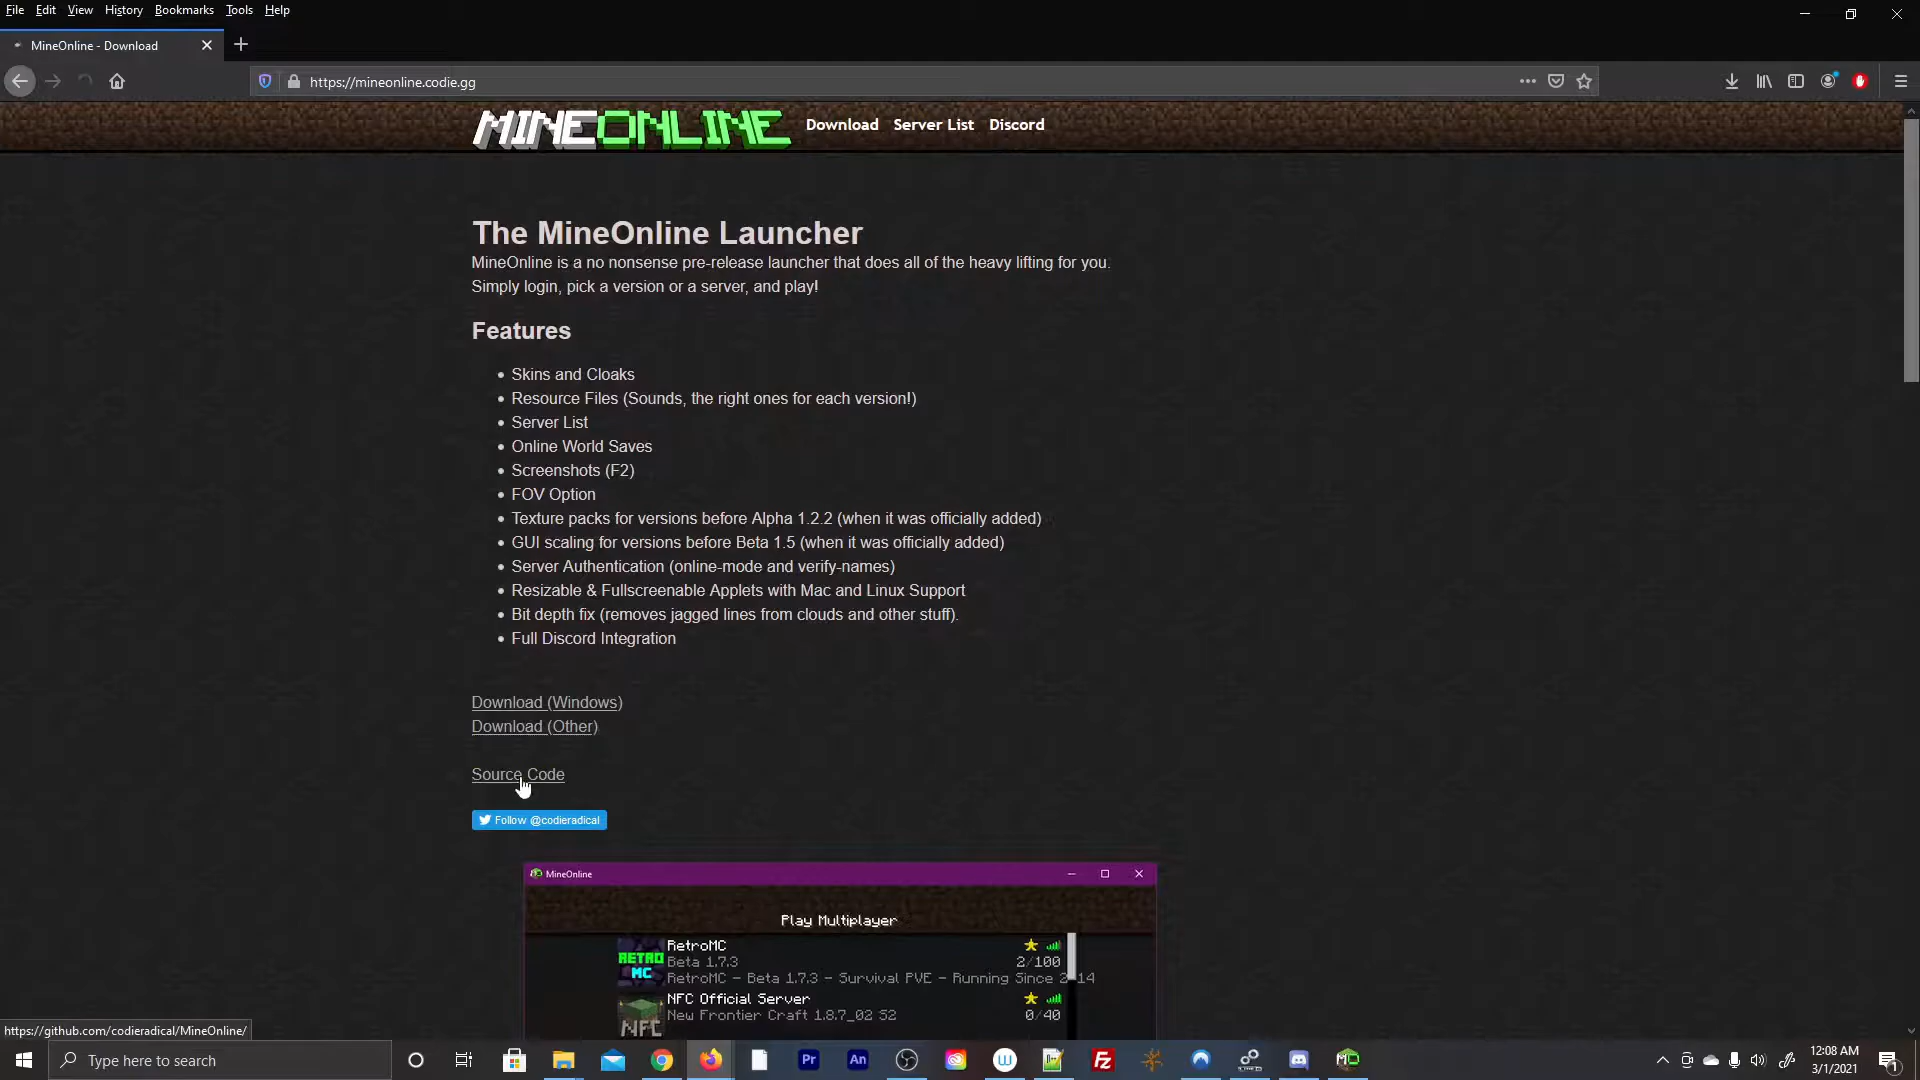 File Edit View History Bookmarks Tools Help
MineOnline - Download
https://mineonline.codie.gg
MINEONLINE Download Server List Discord
The MineOnline Launcher
MineOnline is a no nonsense pre-release launcher that does all of the heavy lifting for you.
Simply login, pick a version or a server, and play!
Features
Skins and Cloaks
Resource Files (Sounds, the right ones for each version!)
Server List
Online World Saves
Screenshots (F2)
FOV Option
Texture packs for versions before Alpha 1.2.2 (when it was officially added)
GUI scaling for versions before Beta 1.5 (when it was officially added)
Server Authentication (online-mode and verify-names)
Resizable & Fullscreenable Applets with Mac and Linux Support
Bit depth fix (removes jagged lines from clouds and other stuff).
Full Discord Integration
Download (Windows)
Download (Other)
Source Code
Follow @codieradical
MineOnline
Play Multiplayer
RETRO MC
RetroMC
Beta 1.7.3 2/100
RetroMC - Beta 1.7.3 - Survival PVE - Running Since
NFC
NFC Official Server
New Frontier Craft 1.8.7_02 S2 0/40
https://github.com/codieradical/MineOnline/
Type here to search
Pr An W Fz
12:08 AM
3/1/2021
1